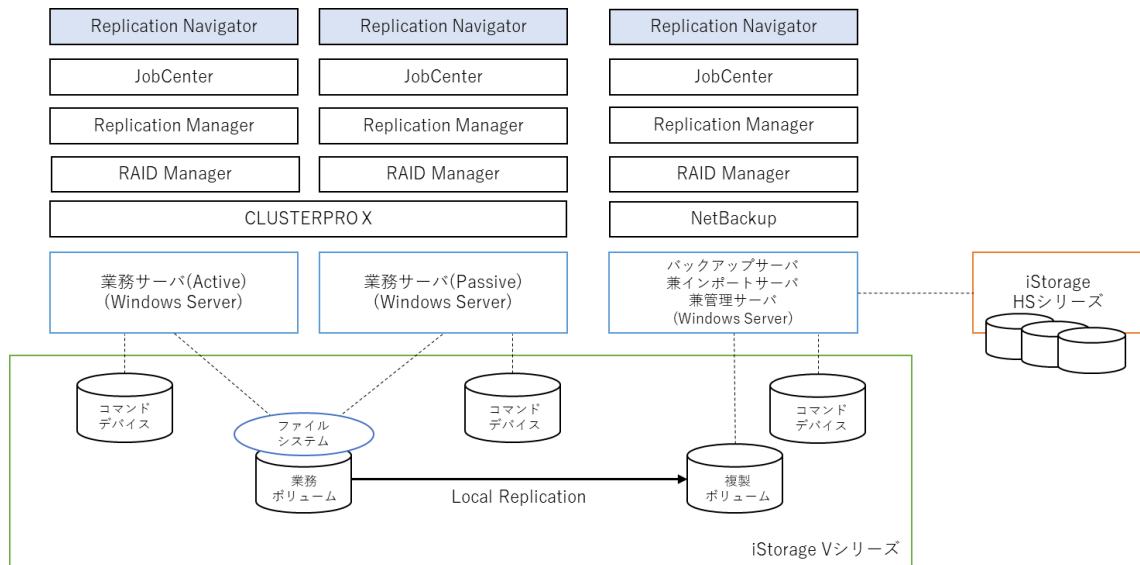 Replication Navigator
Replication Navigator
Replication Navigator
JobCenter
JobCenter
JobCenter
Replication Manager
Replication Manager
Replication Manager
RAID Manager
RAID Manager
RAID Manager
CLUSTERPRO X
NetBackup
業務サーバ(Active)
(Windows Server)
業務サーバ(Passive)
(Windows Server)
バックアップサーバ
兼インポートサーバ
兼管理サーバ
(Windows Server)
iStorage
HSシリーズ
コマンド
デバイス
ファイル
システム
コマンド
デバイス
コマンド
デバイス
業務
ボリューム
Local Replication
複製
ボリューム
iStorage Vシリーズ